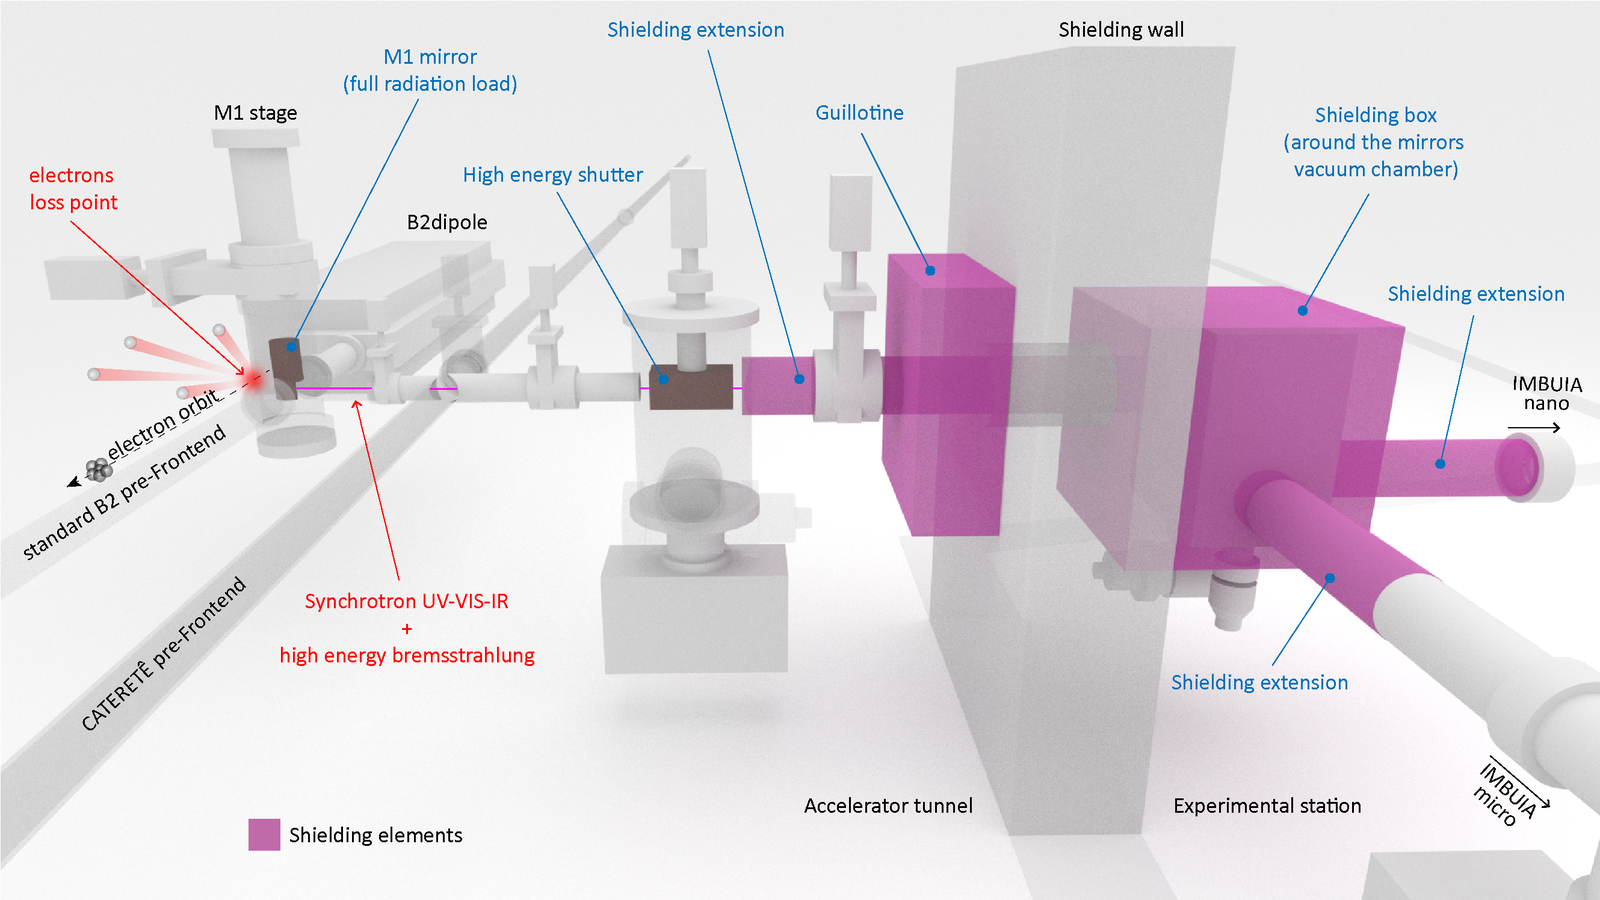 Shielding extension
Shielding wall
M1 mirror
(full radiation load)
M1 stage
Guillotine
Shielding box
(around the mirrors
vacuum chamber)
electrons
loss point
High energy shutter
B2dipole
Shielding extension
IMBUIA
nano
electron orbit
standard B2 pre-Frontend
CATERETÊ pre-Frontend
Synchrotron UV-VIS-IR
+
high energy bremsstrahlung
Shielding extension
IMBUIA
micro
Accelerator tunnel
Experimental station
Shielding elements